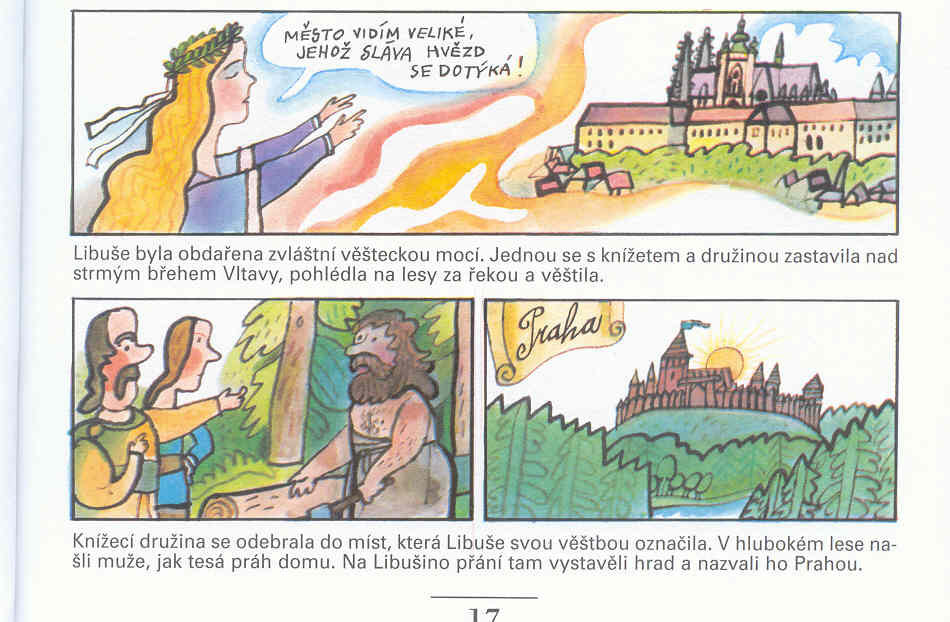 MĚSTO VIDÍM VELIKÉ,
JEHOŽ SLÁVA HVĚZD
SE DOTÝKÁ!
Libuše byla obdařena zvláštní věšteckou mocí. Jednou se s knížetem a družinou zastavila nad
strmým břehem Vltavy, pohlédla na lesy za řekou a věštila.
Praha
Knížecí družina se odebrala do míst, která Libuše svou věštbou označila. V hlubokém lese na-
šli muže, jak tesá práh domu. Na Libušino přání tam vystavěli hrad a nazvali ho Prahou.
17